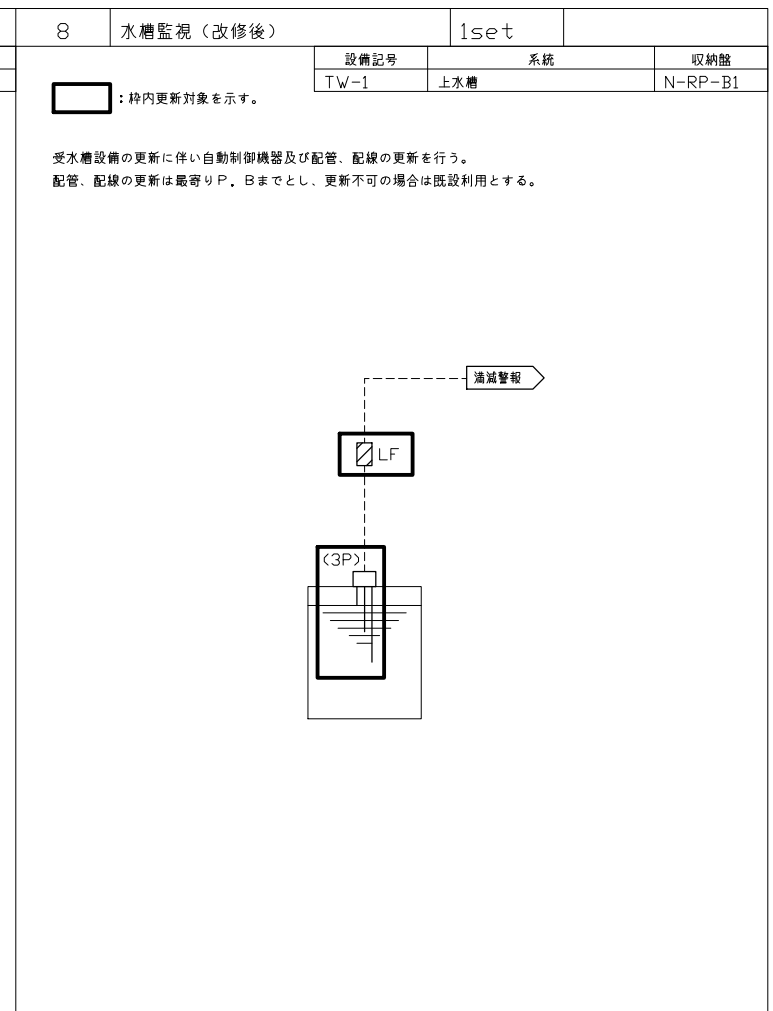 8 水槽監視（改修後） 1set
設備記号 系統 収納盤
TW-1 上水槽 N-RP-B1
：枠内更新対象を示す。
受水槽設備の更新に伴い自動制御機器及び配管、配線の更新を行う。
配管、配線の更新は最寄りＰ．Ｂまでとし、更新不可の場合は既設利用とする。
満減警報
LF
(3P)